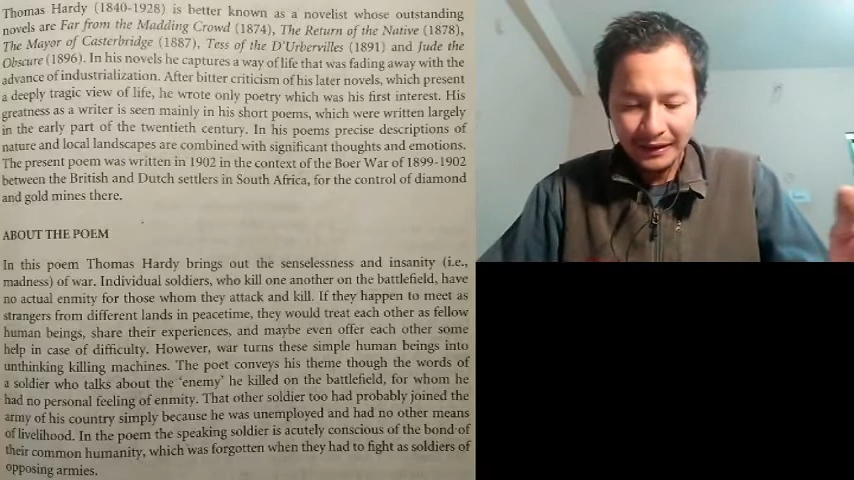 Thomas Hardy (1840-1928) is better known as a novelist whose outstanding
novels are Far from the Madding Crowd (1874), The Return of the Native (1878),
The Mayor of Casterbridge (1887), Tess of the D'Urbervilles (1891) and Jude the
Obscure (1896). In his novels he captures a way of life that was fading away with the
advance of industrialization. After bitter criticism of his later novels, which present
a deeply tragic view of life, he wrote only poetry which was his first interest. His
greatness as a writer is seen mainly in his short poems, which were written largely
in the early part of the twentieth century. In his poems precise descriptions of
nature and local landscapes are combined with significant thoughts and emotions.
The present poem was written in 1902 in the context of the Boer War of 1899-1902
between the British and Dutch settlers in South Africa, for the control of diamond
and gold mines there.
ABOUT THE POEM
In this poem Thomas Hardy brings out the senselessness and insanity (i.e.,
madness) of war. Individual soldiers, who kill one another on the battlefield, have
no actual enmity for those whom they attack and kill. If they happen to meet as
strangers from different lands in peacetime, they would treat each other as fellow
human beings, share their experiences, and maybe even offer each other some
help in case of difficulty. However, war turns these simple human beings into
unthinking killing machines. The poet conveys his theme though the words of
a soldier who talks about the 'enemy' he killed on the battlefield, for whom he
had no personal feeling of enmity. That other soldier too had probably joined the
army of his country simply because he was unemployed and had no other means
of livelihood. In the poem the speaking soldier is acutely conscious of the bond of
their common humanity, which was forgotten when they had to fight as soldiers of
opposing armies.